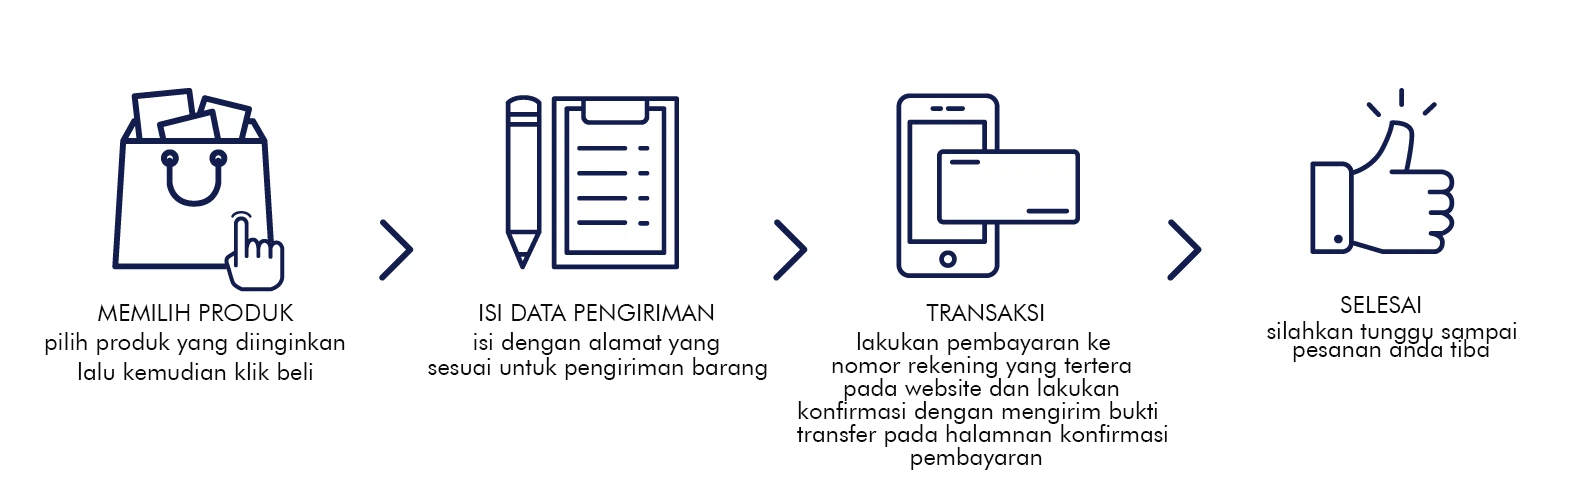 MEMILIH PRODUK
pilih produk yang diinginkan
lalu kemudian klik beli
ISI DATA PENGIRIMAN
isi dengan alamat yang
sesuai untuk pengiriman barang
TRANSAKSI
lakukan pembayaran ke
nomor rekening yang tertera
pada website dan lakukan
konfirmasi dengan mengirim bukti
transfer pada halamnan konfirmasi
pembayaran
SELESAI
silahkan tunggu sampai
pesanan anda tiba